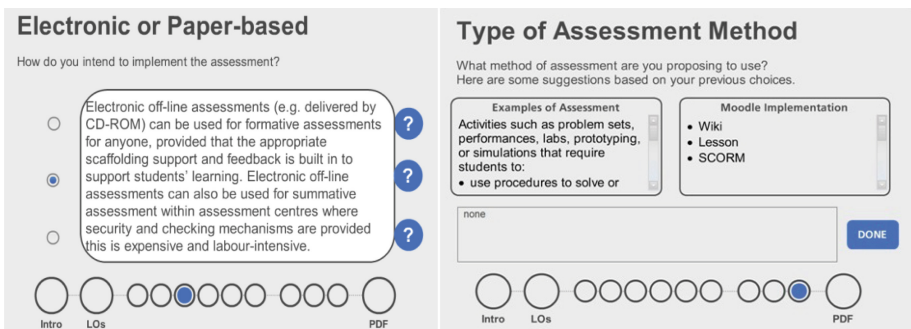 Electronic or Paper-based
How do you intend to implement the assessment?
Electronic off-line assessments (e.g. delivered by
CD-ROM) can be used for formative assessments
for anyone, provided that the appropriate
scaffolding support and feedback is built in to
support students' learning. Electronic off-line
assessments can also be used for summative
assessment within assessment centres where
security and checking mechanisms are provided
this is expensive and labour-intensive.
?
?
?
Intro
LOs
PDF
Type of Assessment Method
What method of assessment are you proposing to use?
Here are some suggestions based on your previous choices.
Examples of Assessment
Activities such as problem sets,
performances, labs, prototyping,
or simulations that require
students to:
• use procedures to solve or
Moodle Implementation
• Wiki
• Lesson
• SCORM
none
DONE
Intro
LOs
PDF